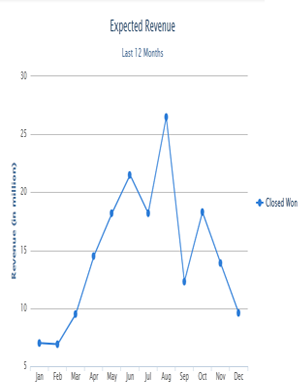 Expected Revenue
Last 12 Months
30
25
20
15
10
5
Revenue (in million)
Jan Feb Mar Apr May Jun Jul Aug Sep Oct Nov Dec
Closed Won